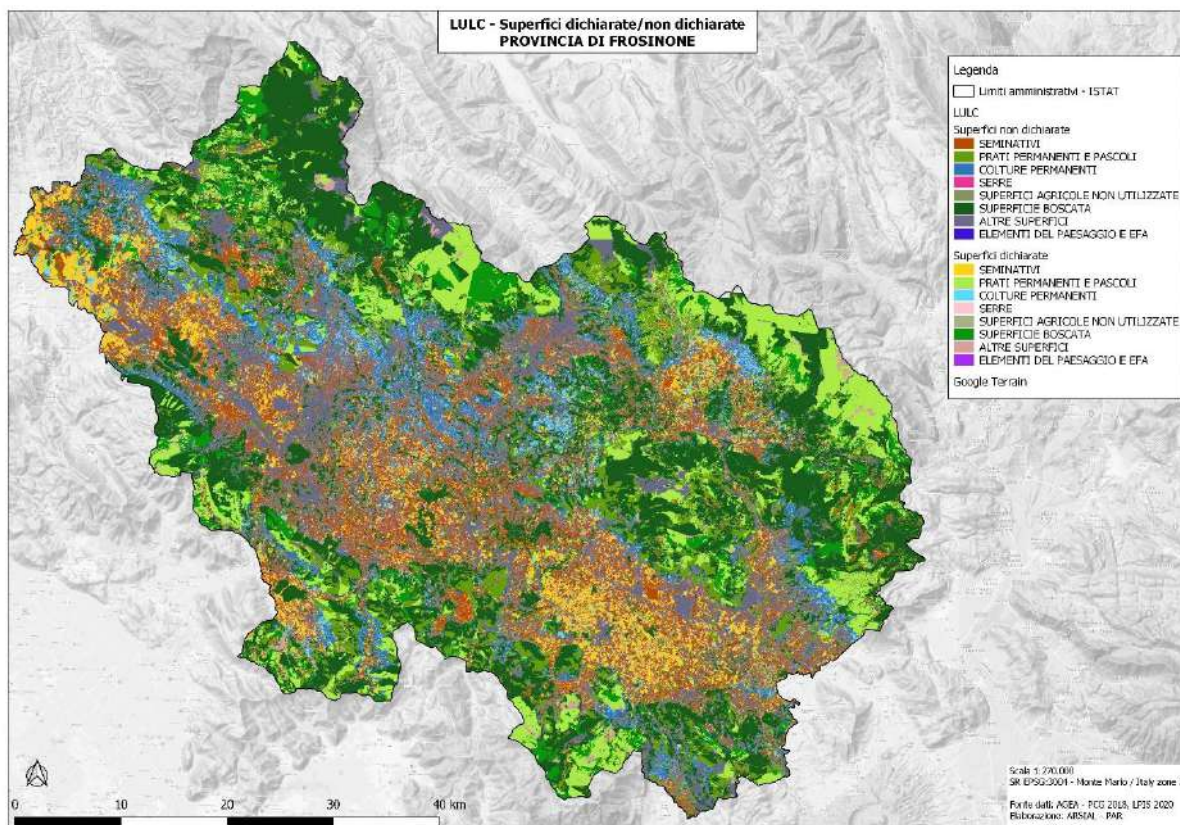 LULC - Superfici dichiarate/non dichiarate
PROVINCIA DI FROSINONE
Legenda
Limiti amministrativi - ISTAT
LULC
Superfici non dichiarate
SEMINATIVI
PRATI PERMANENTI E PASCOLI
COLTURE PERMANENTI
SERRE
SUPERFICI AGRICOLE NON UTILIZZATE
SUPERFICIE BOSCATA
ALTRE SUPERFICI
ELEMENTI DEL PAESAGGIO E EFA
Superfici dichiarate
SEMINATIVI
PRATI PERMANENTI E PASCOLI
COLTURE PERMANENTI
SERRE
SUPERFICI AGRICOLE NON UTILIZZATE
SUPERFICIE BOSCATA
ALTRE SUPERFICI
ELEMENTI DEL PAESAGGIO E EFA
Google Terrain
0 10 20 30 40 km
Scala 1:270.000
SR EPSG:3004 - Monte Mario / Italy zone
Fonte dati: AGEA - PCG 2018, LPIS 2020
Elaborazione: ARSIAL - PAR